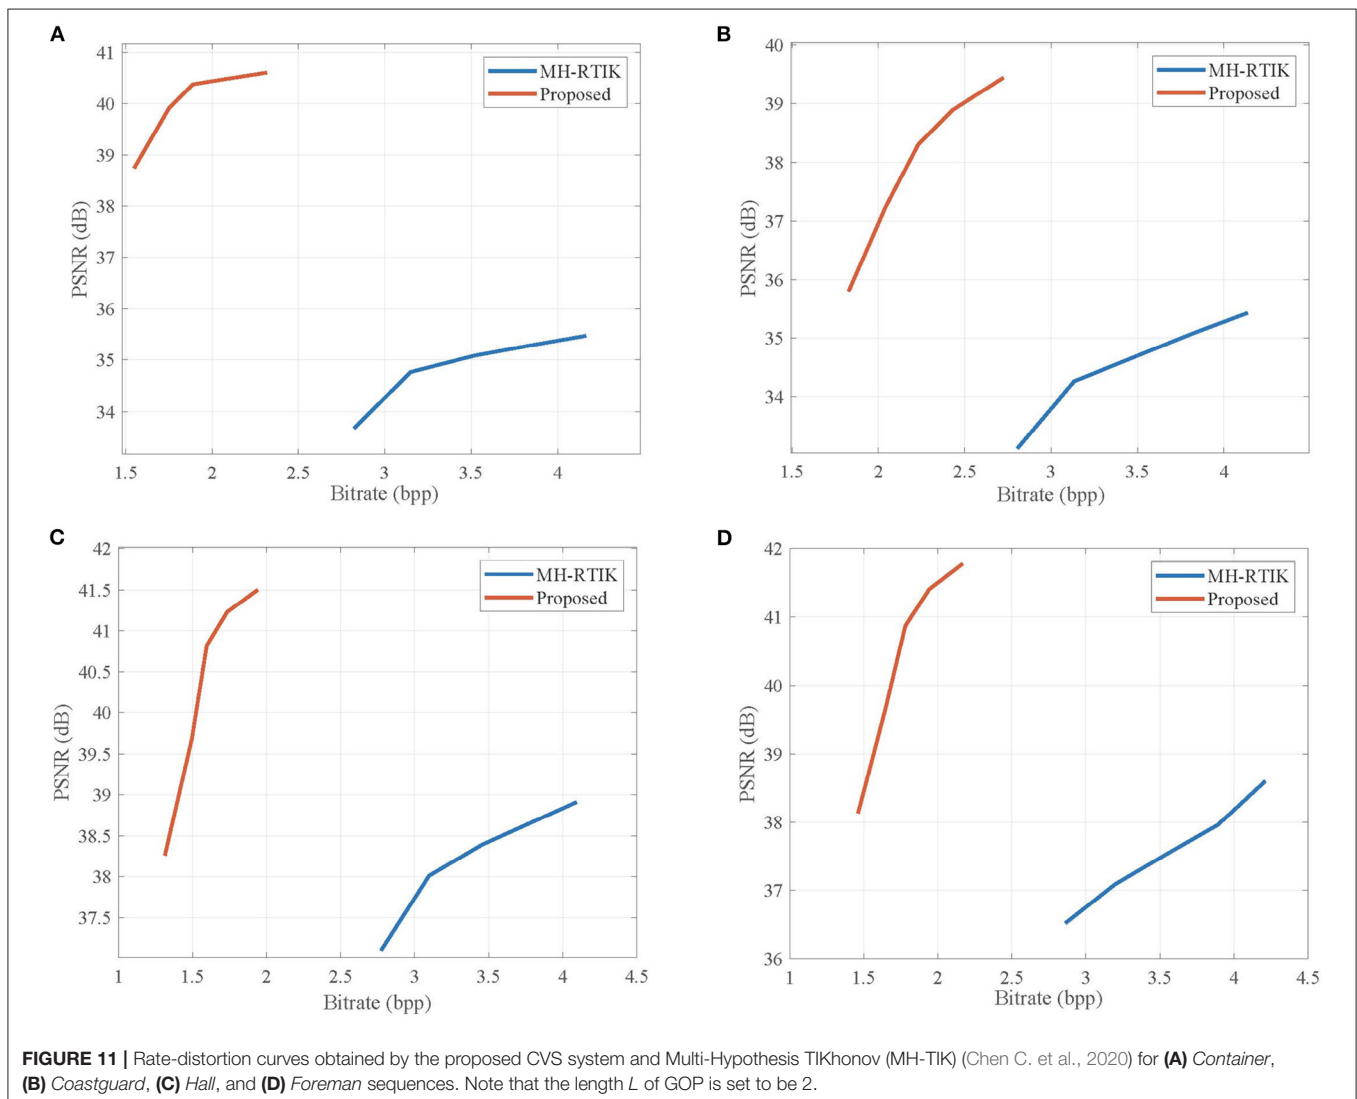 A
41
40
39
38
37
36
35
34
PSNR (dB)
MH-RTIK
Proposed
1.5 2 2.5 3 3.5 4
Bitrate (bpp)
B
40
39
38
37
36
35
34
PSNR (dB)
MH-RTIK
Proposed
1.5 2 2.5 3 3.5 4
Bitrate (bpp)
C
42
41.5
41
40.5
40
39.5
39
38.5
38
37.5
PSNR (dB)
MH-RTIK
Proposed
1 1.5 2 2.5 3 3.5 4 4.5
Bitrate (bpp)
D
42
41
40
39
38
37
36
PSNR (dB)
MH-RTIK
Proposed
1 1.5 2 2.5 3 3.5 4 4.5
Bitrate (bpp)
FIGURE 11 | Rate-distortion curves obtained by the proposed CVS system and Multi-Hypothesis TIKhonov (MH-TIK) (Chen C. et al., 2020) for (A) Container,
(B) Coastguard, (C) Hall, and (D) Foreman sequences. Note that the length L of GOP is set to be 2.